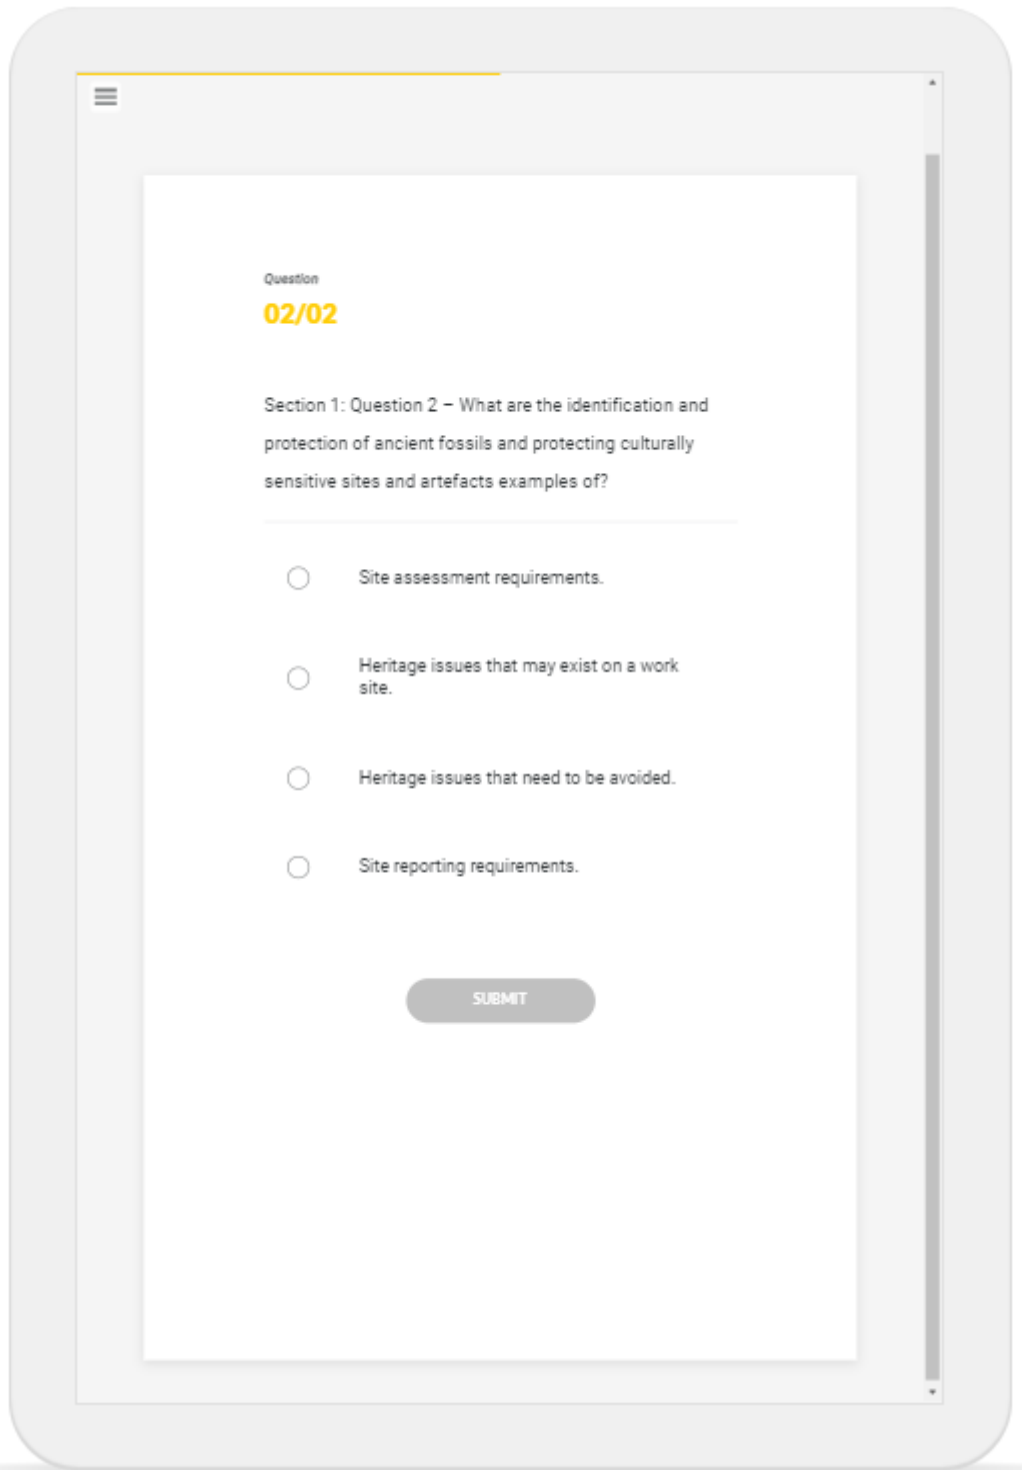 Question
02/02
Section 1: Question 2 – What are the identification and
protection of ancient fossils and protecting culturally
sensitive sites and artefacts examples of?
Site assessment requirements.
Heritage issues that may exist on a work
site.
Heritage issues that need to be avoided.
Site reporting requirements.
SUBMIT